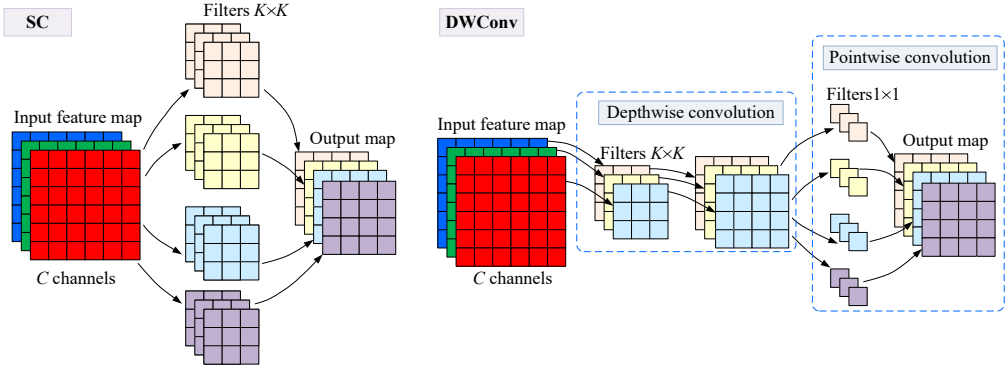 SC
Filters K×K
Input feature map
Output map
C channels
DWConv
Pointwise convolution
Depthwise convolution
Filters1×1
Input feature map
Filters K×K
Output map
C channels